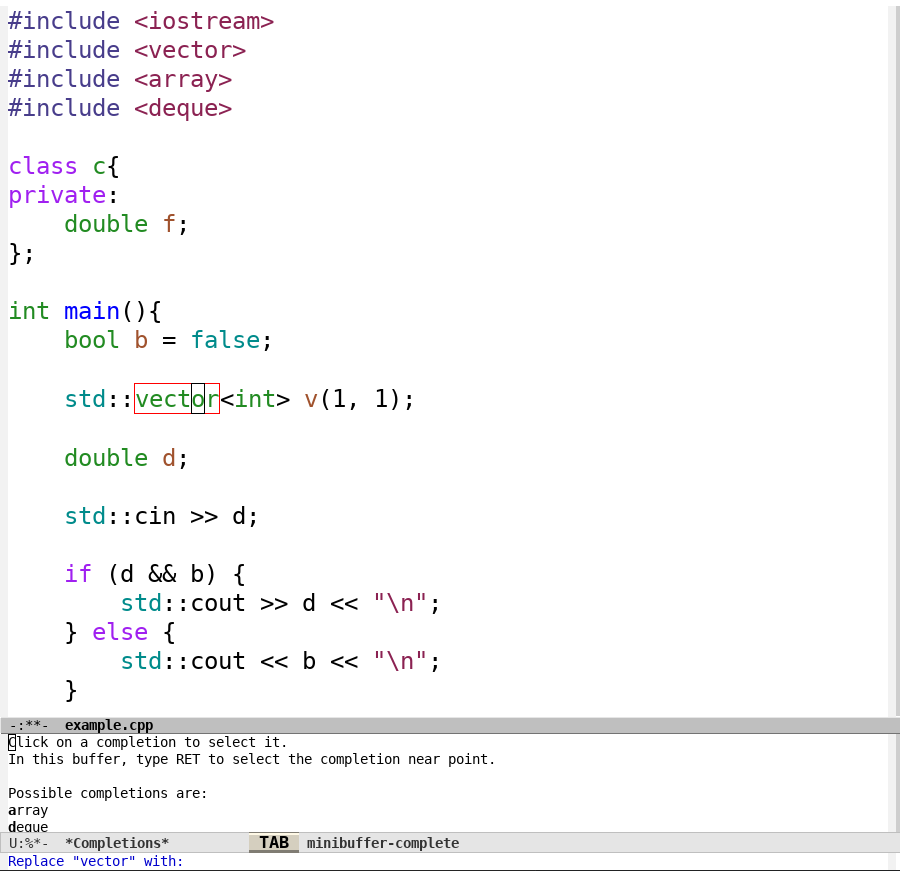 #include <iostream>
#include <vector>
#include <array>
#include <deque>
class c{
private:
    double f;
};
int main(){
    bool b = false;
    std::vector<int> v(1, 1);
    double d;
    std::cin >> d;
    if (d && b) {
        std::cout >> d << "\n";
    } else {
        std::cout << b << "\n";
    }
-:**-  example.cpp
Click on a completion to select it.
In this buffer, type RET to select the completion near point.
Possible completions are:
array
deque
U:%*-  *Completions*          TAB minibuffer-complete
Replace "vector" with: